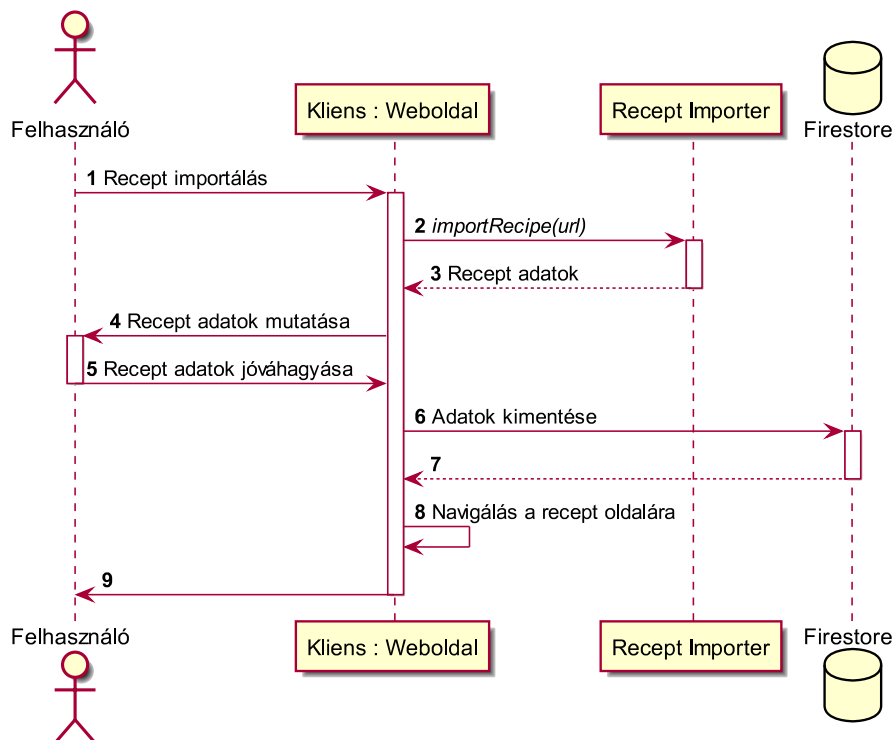 Felhasználó
Kliens : Weboldal
Recept Importer
Firestore
1 Recept importálás
2 importRecipe(url)
3 Recept adatok
4 Recept adatok mutatása
5 Recept adatok jóváhagyása
6 Adatok kimentése
7
8 Navigálás a recept oldalára
9
Felhasználó
Kliens : Weboldal
Recept Importer
Firestore